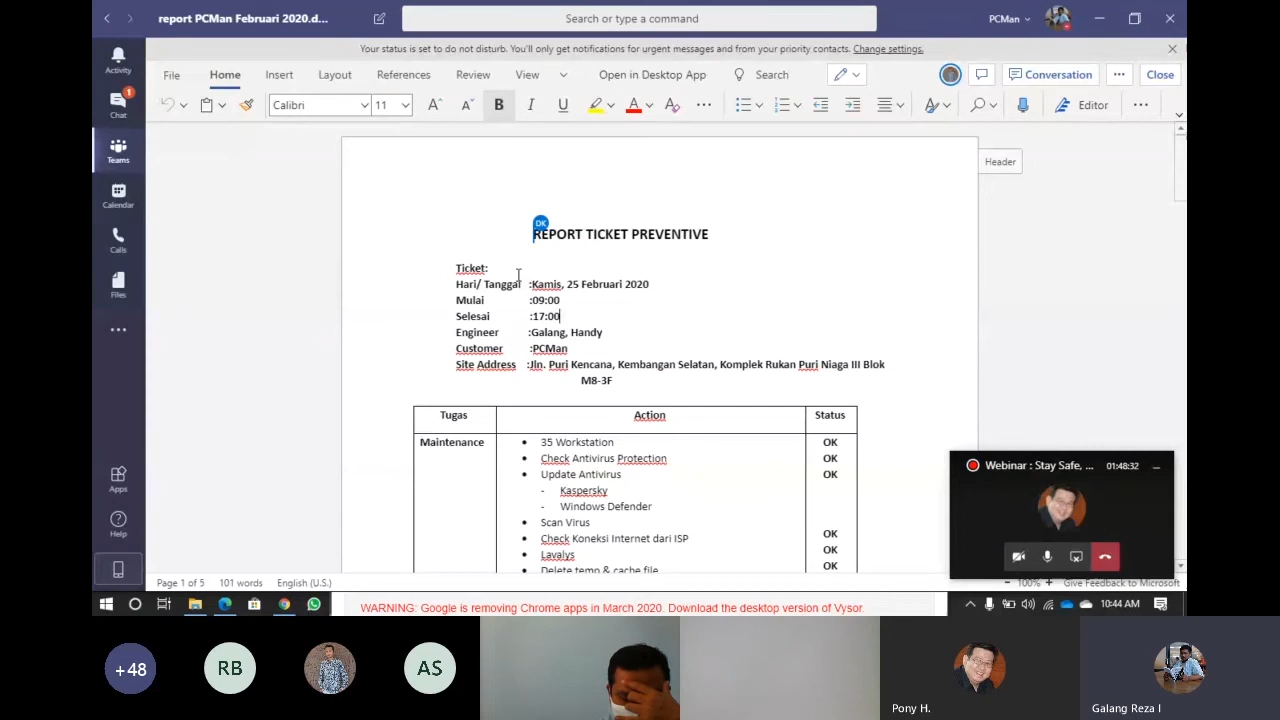 report PCMan Februari 2020.d...
Search or type a command
PCMan
Your status is set to do not disturb. You'll only get notifications for urgent messages and from your priority contacts. Change settings.
Activity
Chat
1
Teams
Calendar
Calls
Files
Apps
Help
File
Home
Insert
Layout
References
Review
View
Open in Desktop App
Search
Conversation
Close
Calibri
11
B
I
U
Editor
Header
DK
REPORT TICKET PREVENTIVE
Ticket:
Hari/ Tanggal :Kamis, 25 Februari 2020
Mulai :09:00
Selesai :17:00
Engineer :Galang, Handy
Customer :PCMan
Site Address :Jln. Puri Kencana, Kembangan Selatan, Komplek Rukan Puri Niaga III Blok
M8-3F
Tugas Action Status
Maintenance • 35 Workstation OK
• Check Antivirus Protection OK
• Update Antivirus OK
- Kaspersky
- Windows Defender
• Scan Virus
OK
• Check Koneksi Internet dari ISP
OK
• Lavalys
OK
• Delete temp & cache file
Webinar : Stay Safe, ... 01:48:32
Page 1 of 5 101 words English (U.S.)
100% Give Feedback to Microsoft
10:44 AM
WARNING: Google is removing Chrome apps in March 2020. Download the desktop version of Vysor.
+48
RB
AS
Pony H.
Galang Reza I